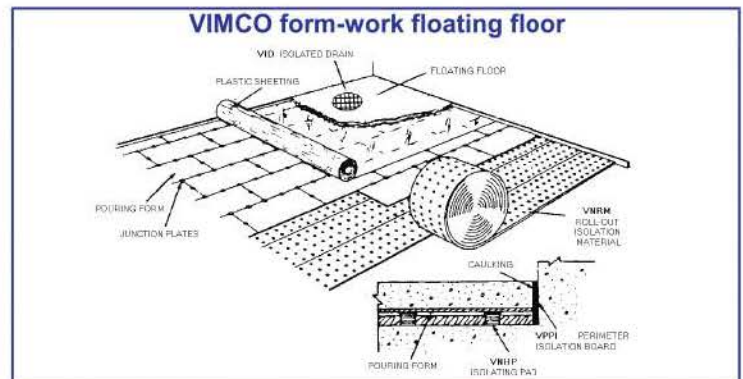 VIMCO form-work floating floor
VID ISOLATED DRAIN
FLOATING FLOOR
PLASTIC SHEETING
POURING FORM
JUNCTION PLATES
VNRM
ROLL-OUT
ISOLATION
MATERIAL
CAULKING
VPPI PERIMETER
ISOLATION BOARD
POURING FORM
VNHP
ISOLATING PAD